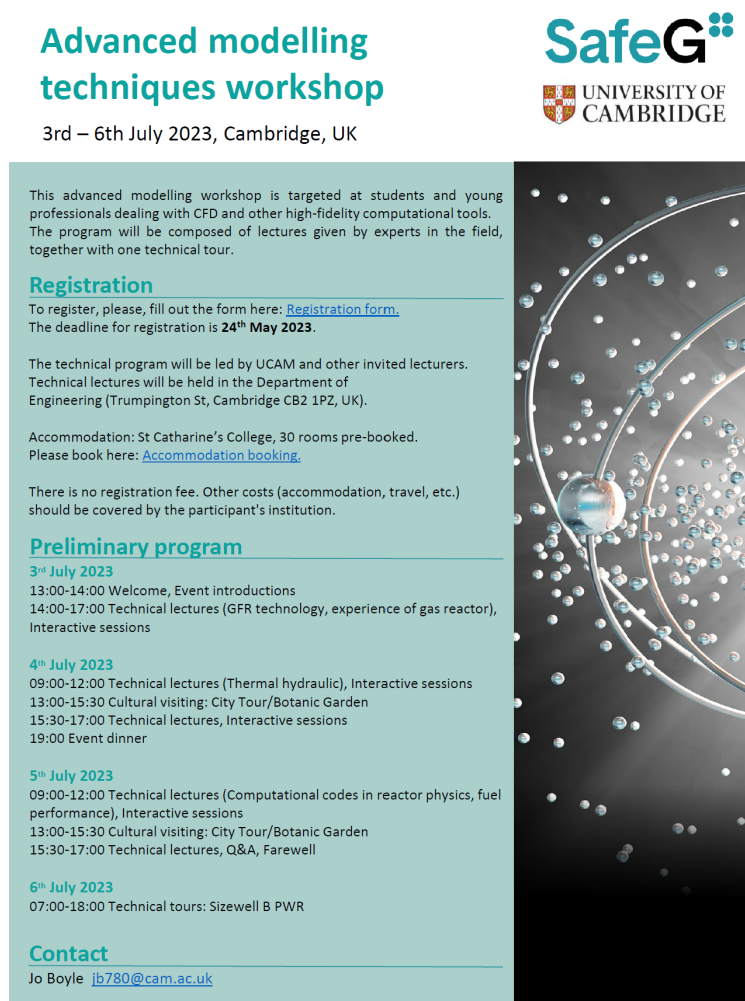 Advanced modelling
techniques workshop
3rd – 6th July 2023, Cambridge, UK
SafeG
UNIVERSITY OF
CAMBRIDGE
This advanced modelling workshop is targeted at students and young
professionals dealing with CFD and other high-fidelity computational tools.
The program will be composed of lectures given by experts in the field,
together with one technical tour.
Registration
To register, please, fill out the form here: Registration form.
The deadline for registration is 24th May 2023.
The technical program will be led by UCAM and other invited lecturers.
Technical lectures will be held in the Department of
Engineering (Trumpington St, Cambridge CB2 1PZ, UK).
Accommodation: St Catharine's College, 30 rooms pre-booked.
Please book here: Accommodation booking.
There is no registration fee. Other costs (accommodation, travel, etc.)
should be covered by the participant's institution.
Preliminary program
3rd July 2023
13:00-14:00 Welcome, Event introductions
14:00-17:00 Technical lectures (GFR technology, experience of gas reactor),
Interactive sessions
4th July 2023
09:00-12:00 Technical lectures (Thermal hydraulic), Interactive sessions
13:00-15:30 Cultural visiting: City Tour/Botanic Garden
15:30-17:00 Technical lectures, Interactive sessions
19:00 Event dinner
5th July 2023
09:00-12:00 Technical lectures (Computational codes in reactor physics, fuel
performance), Interactive sessions
13:00-15:30 Cultural visiting: City Tour/Botanic Garden
15:30-17:00 Technical lectures, Q&A, Farewell
6th July 2023
07:00-18:00 Technical tours: Sizewell B PWR
Contact
Jo Boyle jb780@cam.ac.uk